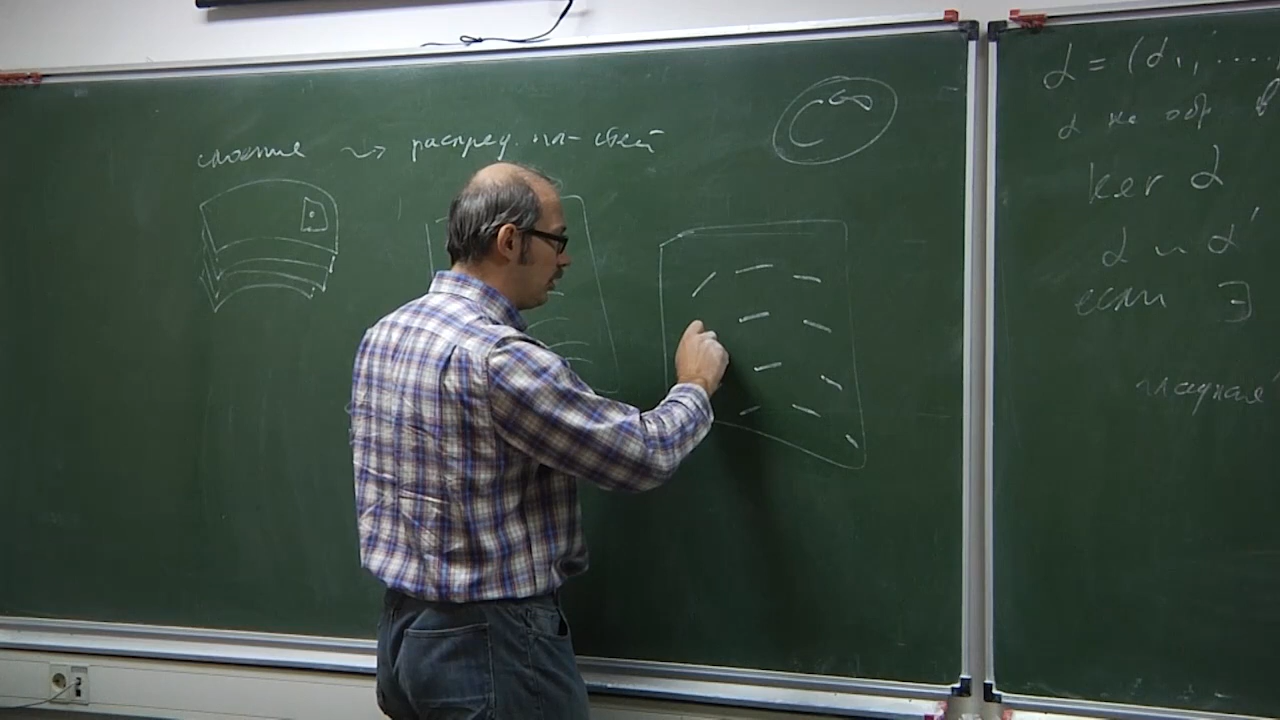 слоение ⇝ распред. пл-стей
C^∞
α = (α₁, .....,
α не обр
ker α
α и α'
если ∃
гладкая